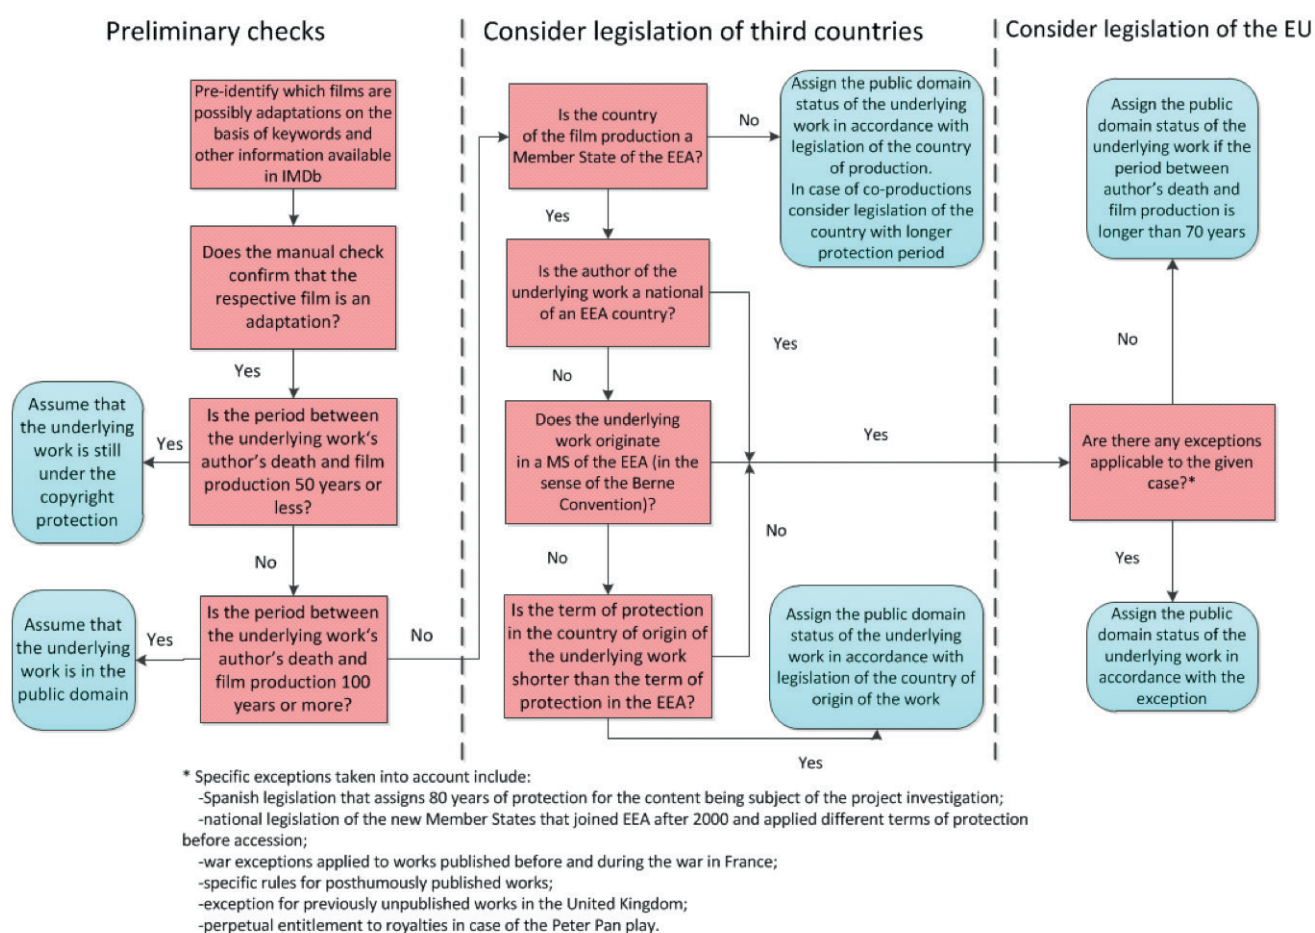 Preliminary checks
Pre-identify which films are
possibly adaptations on the
basis of keywords and
other information available
in IMDb
Does the manual check
confirm that the
respective film is an
adaptation?
Yes
Is the period between
the underlying work's
author's death and film
production 50 years or
less?
Yes
Assume that
the underlying
work is still
under the
copyright
protection
No
Is the period between
the underlying work's
author's death and
film production 100
years or more?
Yes
Assume that
the underlying
work is in the
public domain
No
Consider legislation of third countries
Is the country
of the film production a
Member State of the EEA?
No
Assign the public domain
status of the underlying
work in accordance with
legislation of the country
of production.
In case of co-productions
consider legislation of the
country with longer
protection period
Yes
Is the author of the
underlying work a national
of an EEA country?
Yes
No
Does the underlying
work originate
in a MS of the EEA (in the
sense of the Berne
Convention)?
Yes
No
Is the term of protection
in the country of origin of
the underlying work
shorter than the term of
protection in the EEA?
No
Yes
Assign the public domain
status of the underlying
work in accordance with
legislation of the country of
origin of the work
Consider legislation of the EU
Assign the public
domain status of the
underlying work if the
period between
author's death and
film production is
longer than 70 years
No
Are there any exceptions
applicable to the given
case?*
Yes
Assign the public
domain status of the
underlying work in
accordance with the
exception
* Specific exceptions taken into account include:
-Spanish legislation that assigns 80 years of protection for the content being subject of the project investigation;
-national legislation of the new Member States that joined EEA after 2000 and applied different terms of protection
before accession;
-war exceptions applied to works published before and during the war in France;
-specific rules for posthumously published works;
-exception for previously unpublished works in the United Kingdom;
-perpetual entitlement to royalties in case of the Peter Pan play.